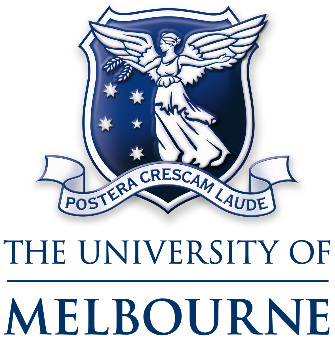 POSTERA CRESCAM LAUDE
THE UNIVERSITY OF
MELBOURNE